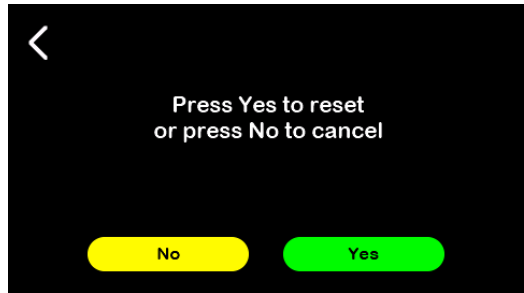 Press Yes to reset
or press No to cancel
No
Yes